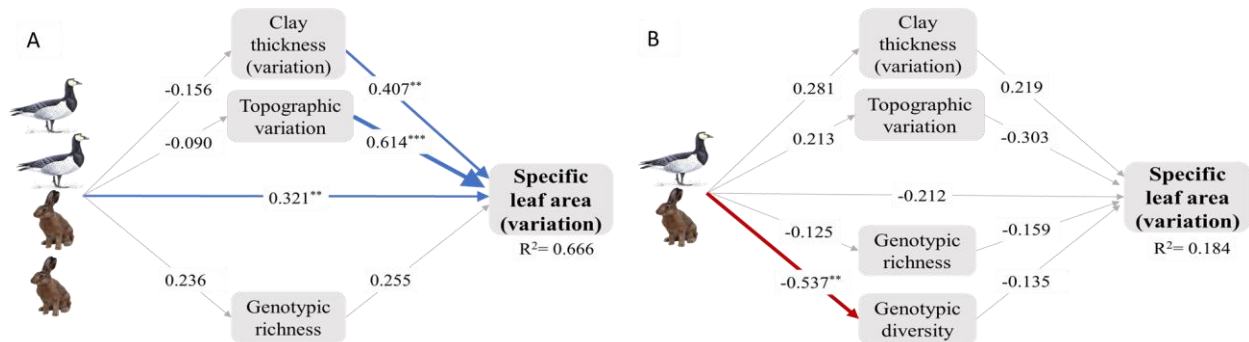 A
Clay
thickness
(variation)
-0.156
0.407**
Topographic
variation
-0.090
0.614***
0.321**
Specific
leaf area
(variation)
R²= 0.666
0.236
0.255
Genotypic
richness
B
Clay
thickness
(variation)
0.281
0.219
Topographic
variation
0.213
-0.303
-0.212
Specific
leaf area
(variation)
R²= 0.184
-0.125
Genotypic
richness
-0.159
-0.537**
-0.135
Genotypic
diversity